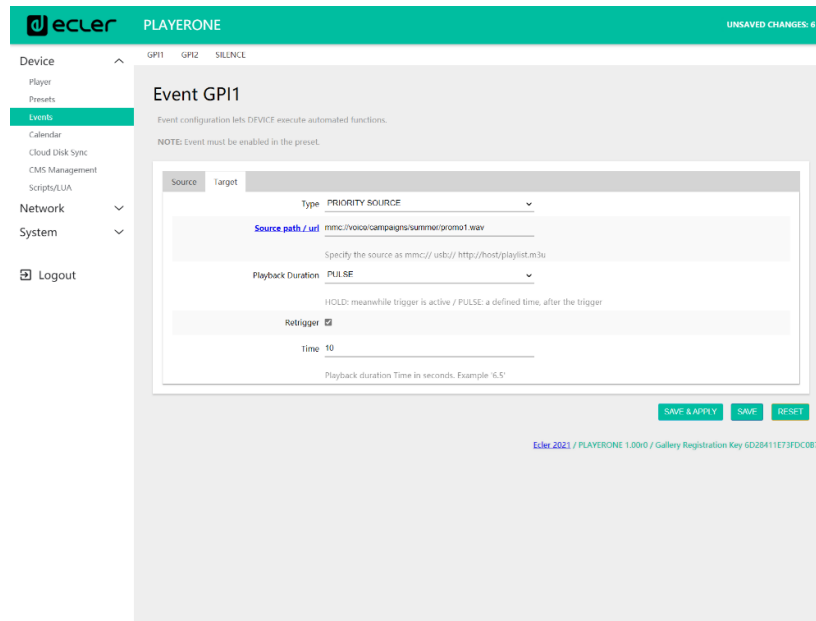 ecler
PLAYERONE
UNSAVED CHANGES: 6
Device
Player
Presets
Events
Calendar
Cloud Disk Sync
CMS Management
Scripts/LUA
Network
System
Logout
GPI1 GPI2 SILENCE
Event GPI1
Event configuration lets DEVICE execute automated functions.
NOTE: Event must be enabled in the preset.
Source Target
Type PRIORITY SOURCE
Source path / url mmc://voice/campaigns/summer/promo1.wav
Specify the source as mmc:// usb:// http://host/playlist.m3u
Playback Duration PULSE
HOLD: meanwhile trigger is active / PULSE: a defined time, after the trigger
Retrigger
Time 10
Playback duration Time in seconds. Example '6.5'
SAVE & APPLY SAVE RESET
Ecler 2021 / PLAYERONE 1.00r0 / Gallery Registration Key 6D28411E73FDC0B7